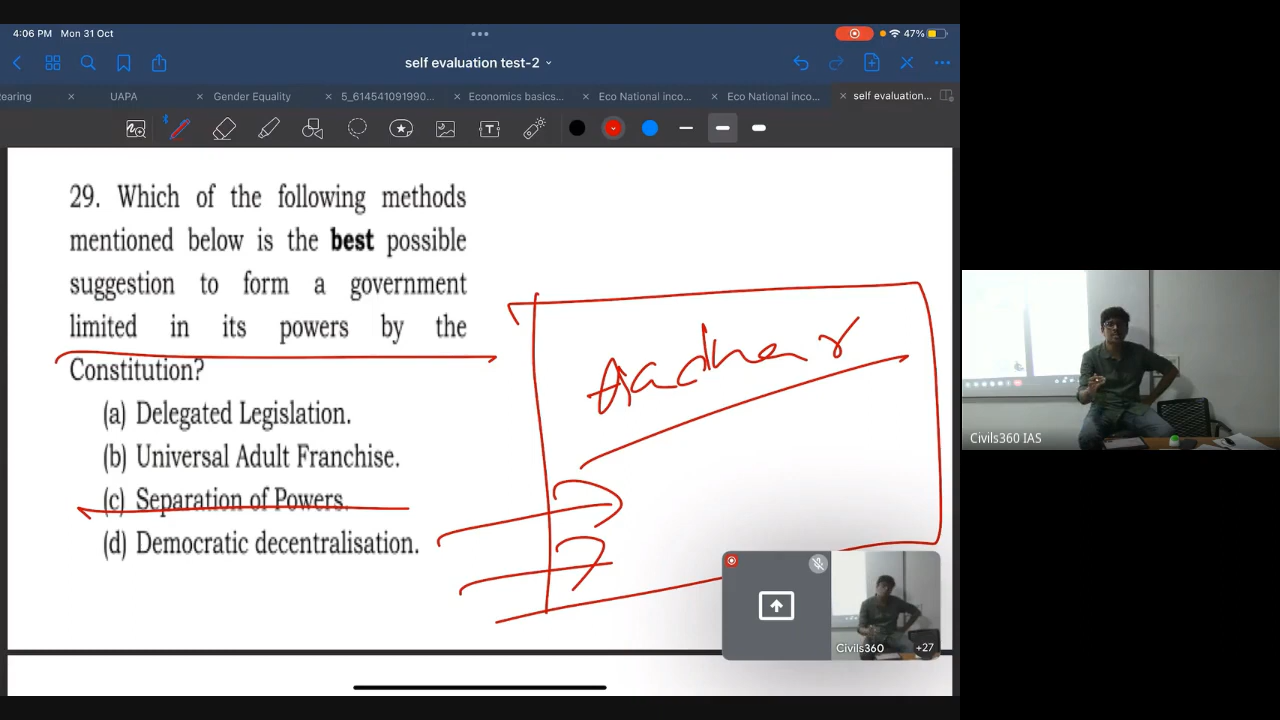 4:06 PM Mon 31 Oct
47%
self evaluation test-2
UAPA
Gender Equality
5_614541091990...
Economics basics...
Eco National inco...
Eco National inco...
self evaluation...
29. Which of the following methods
mentioned below is the best possible
suggestion to form a government
limited in its powers by the
Constitution?
(a) Delegated Legislation.
(b) Universal Adult Franchise.
(c) Separation of Powers.
(d) Democratic decentralisation.
Aadhar
Civils360
+27
Civils360 IAS